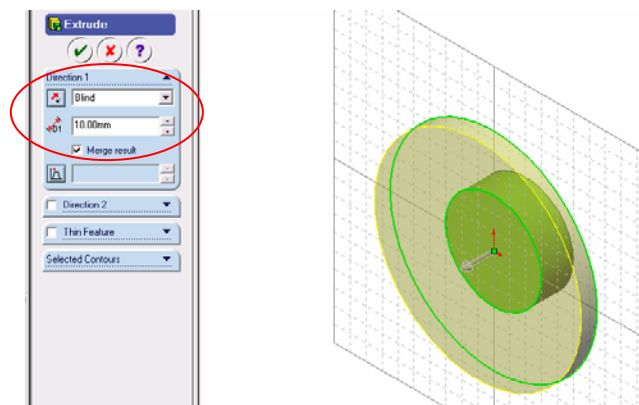 Extrude
?
Direction 1
Blind
D1
10.00mm
Merge result
Direction 2
Thin Feature
Selected Contours